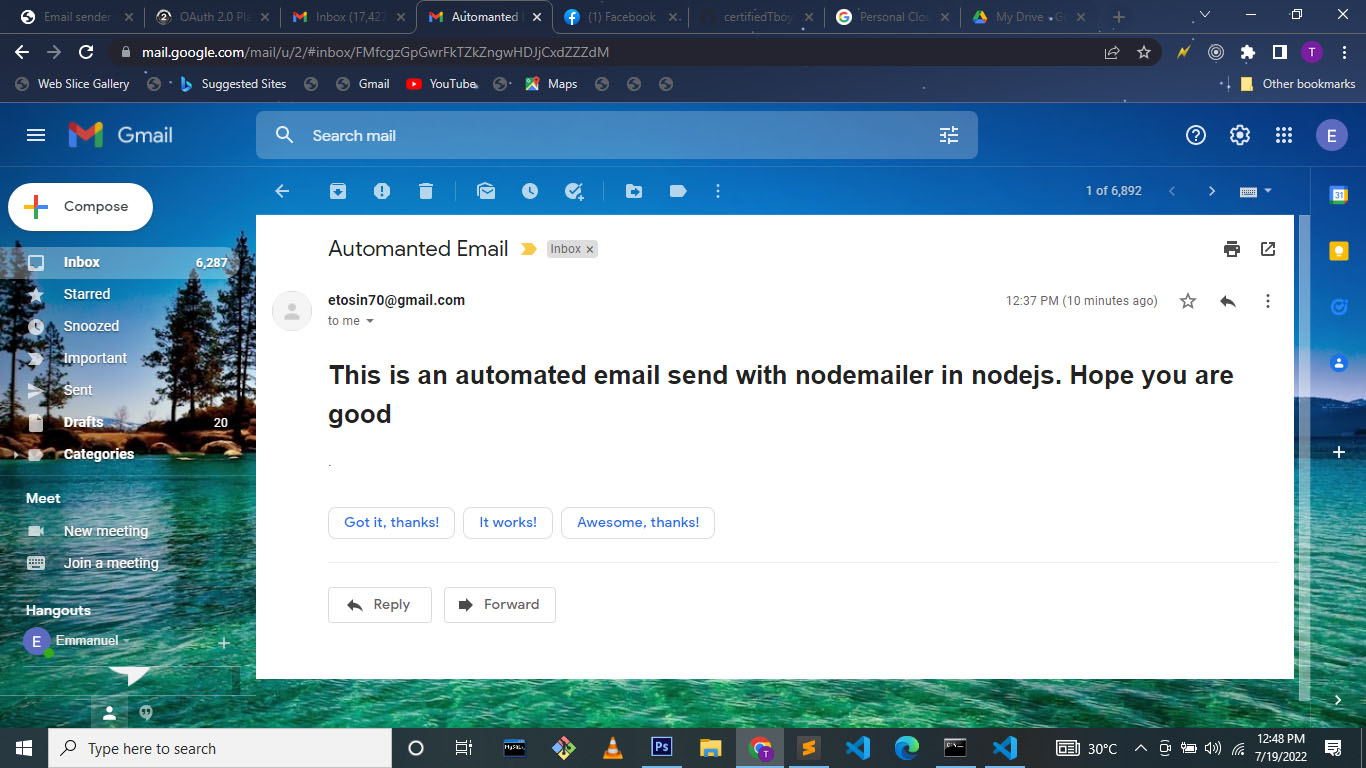 Email sender
OAuth 2.0 Pla
Inbox (17,427
Automanted
(1) Facebook
certifiedTboy
Personal Clou
My Drive - G
mail.google.com/mail/u/2/#inbox/FMfcgzGpGwrFkTZkZngwHDJjCxdZZZdM
T
Web Slice Gallery
Suggested Sites
Gmail
YouTube
Maps
Other bookmarks
Gmail
Search mail
E
Compose
1 of 6,892
Inbox 6,287
Starred
Snoozed
Important
Sent
Drafts 20
Categories
Meet
New meeting
Join a meeting
Hangouts
E Emmanuel
Automanted Email Inbox ×
etosin70@gmail.com 12:37 PM (10 minutes ago)
to me
This is an automated email send with nodemailer in nodejs. Hope you are
good
.
Got it, thanks! It works! Awesome, thanks!
Reply Forward
31
Type here to search
MySQL
Ps
T
30°C
12:48 PM
7/19/2022